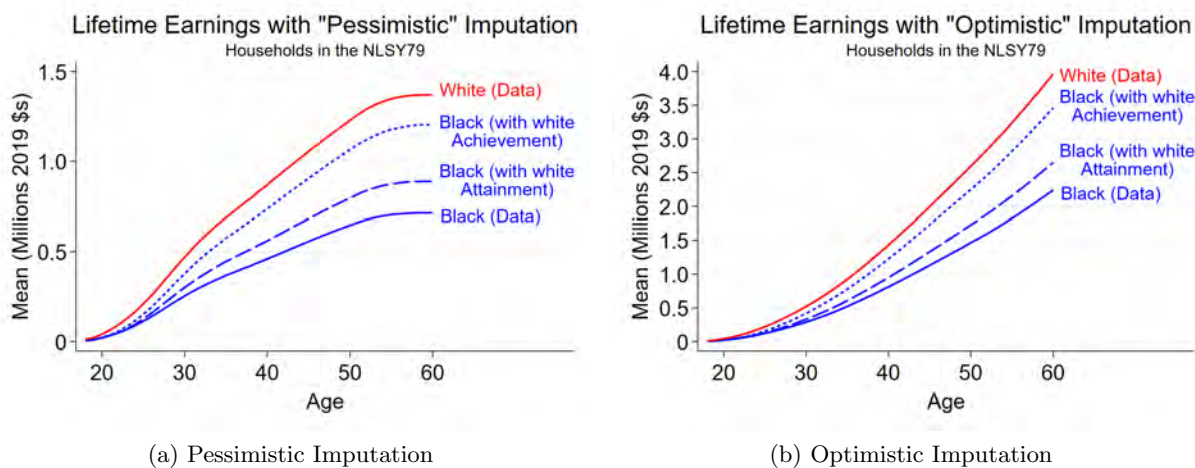 Lifetime Earnings with "Pessimistic" Imputation
Households in the NLSY79
Mean (Millions 2019 $s)
1.5
1.0
0.5
0
White (Data)
Black (with white
Achievement)
Black (with white
Attainment)
Black (Data)
20 30 40 50 60
Age
(a) Pessimistic Imputation
Lifetime Earnings with "Optimistic" Imputation
Households in the NLSY79
Mean (Millions 2019 $s)
4.0
3.5
3.0
2.5
2.0
1.5
1.0
0.5
0
White (Data)
Black (with white
Achievement)
Black (with white
Attainment)
Black (Data)
20 30 40 50 60
Age
(b) Optimistic Imputation